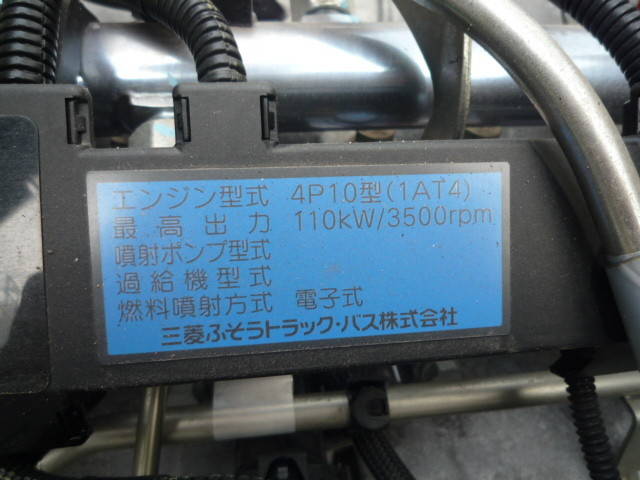 エンジン型式 4P10型(1AT4)
最高出力 110kW/3500rpm
噴射ポンプ型式
過給機型式 -
燃料噴射方式 電子式
三菱ふそうトラック・バス株式会社